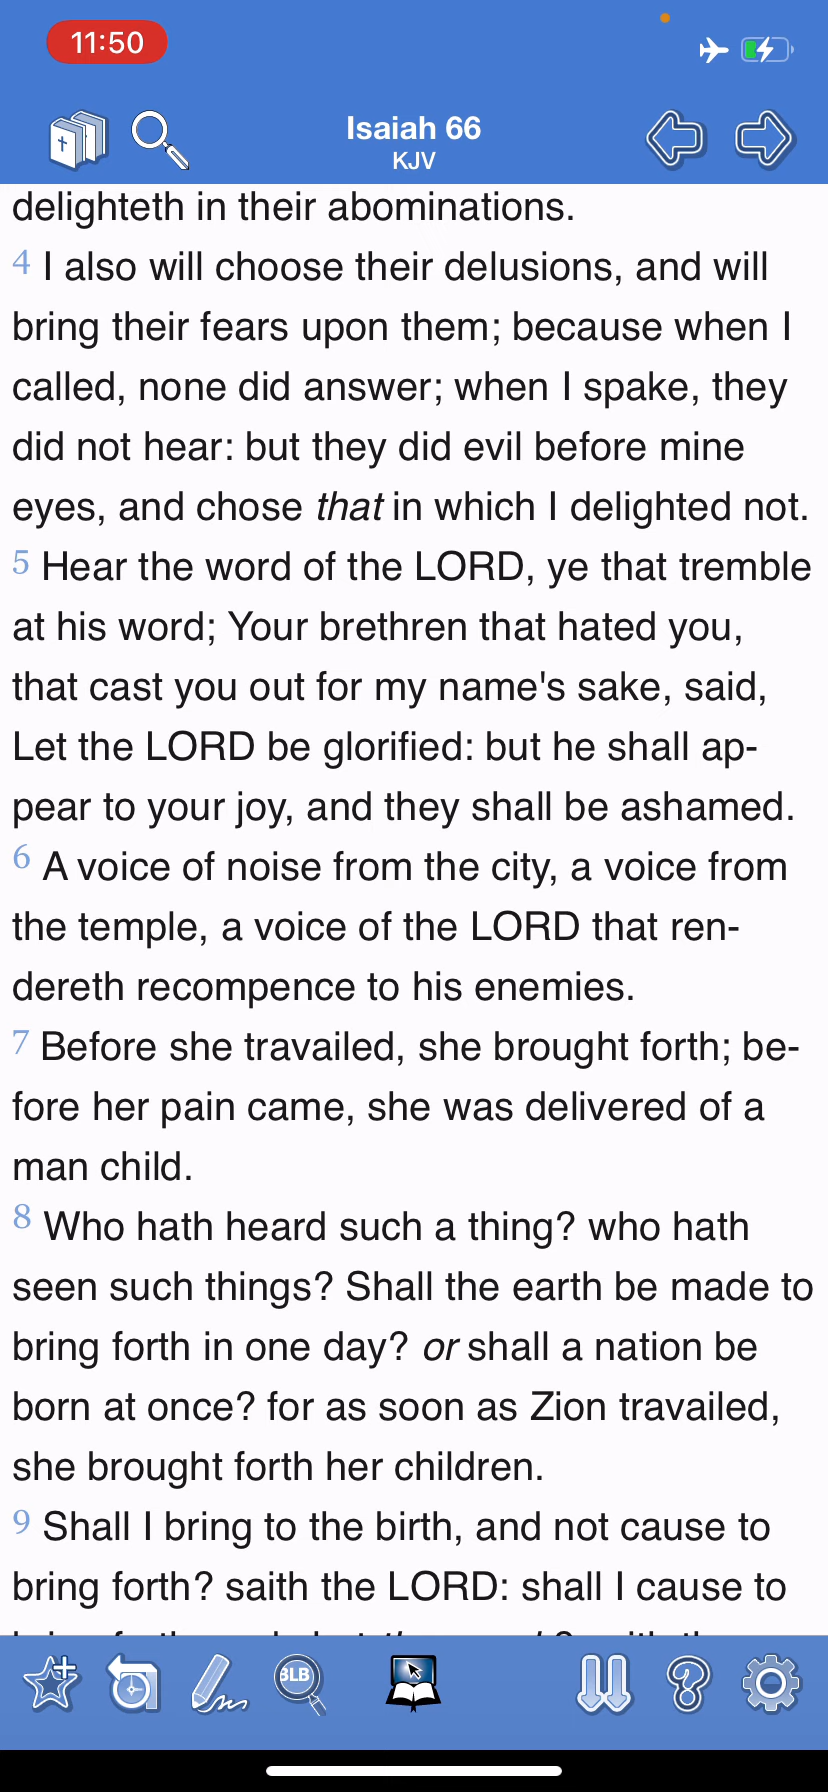 11:50
Isaiah 66
KJV
delighteth in their abominations.
4 I also will choose their delusions, and will
bring their fears upon them; because when I
called, none did answer; when I spake, they
did not hear: but they did evil before mine
eyes, and chose that in which I delighted not.
5 Hear the word of the LORD, ye that tremble
at his word; Your brethren that hated you,
that cast you out for my name's sake, said,
Let the LORD be glorified: but he shall ap-
pear to your joy, and they shall be ashamed.
6 A voice of noise from the city, a voice from
the temple, a voice of the LORD that ren-
dereth recompence to his enemies.
7 Before she travailed, she brought forth; be-
fore her pain came, she was delivered of a
man child.
8 Who hath heard such a thing? who hath
seen such things? Shall the earth be made to
bring forth in one day? or shall a nation be
born at once? for as soon as Zion travailed,
she brought forth her children.
9 Shall I bring to the birth, and not cause to
bring forth? saith the LORD: shall I cause to
BLB